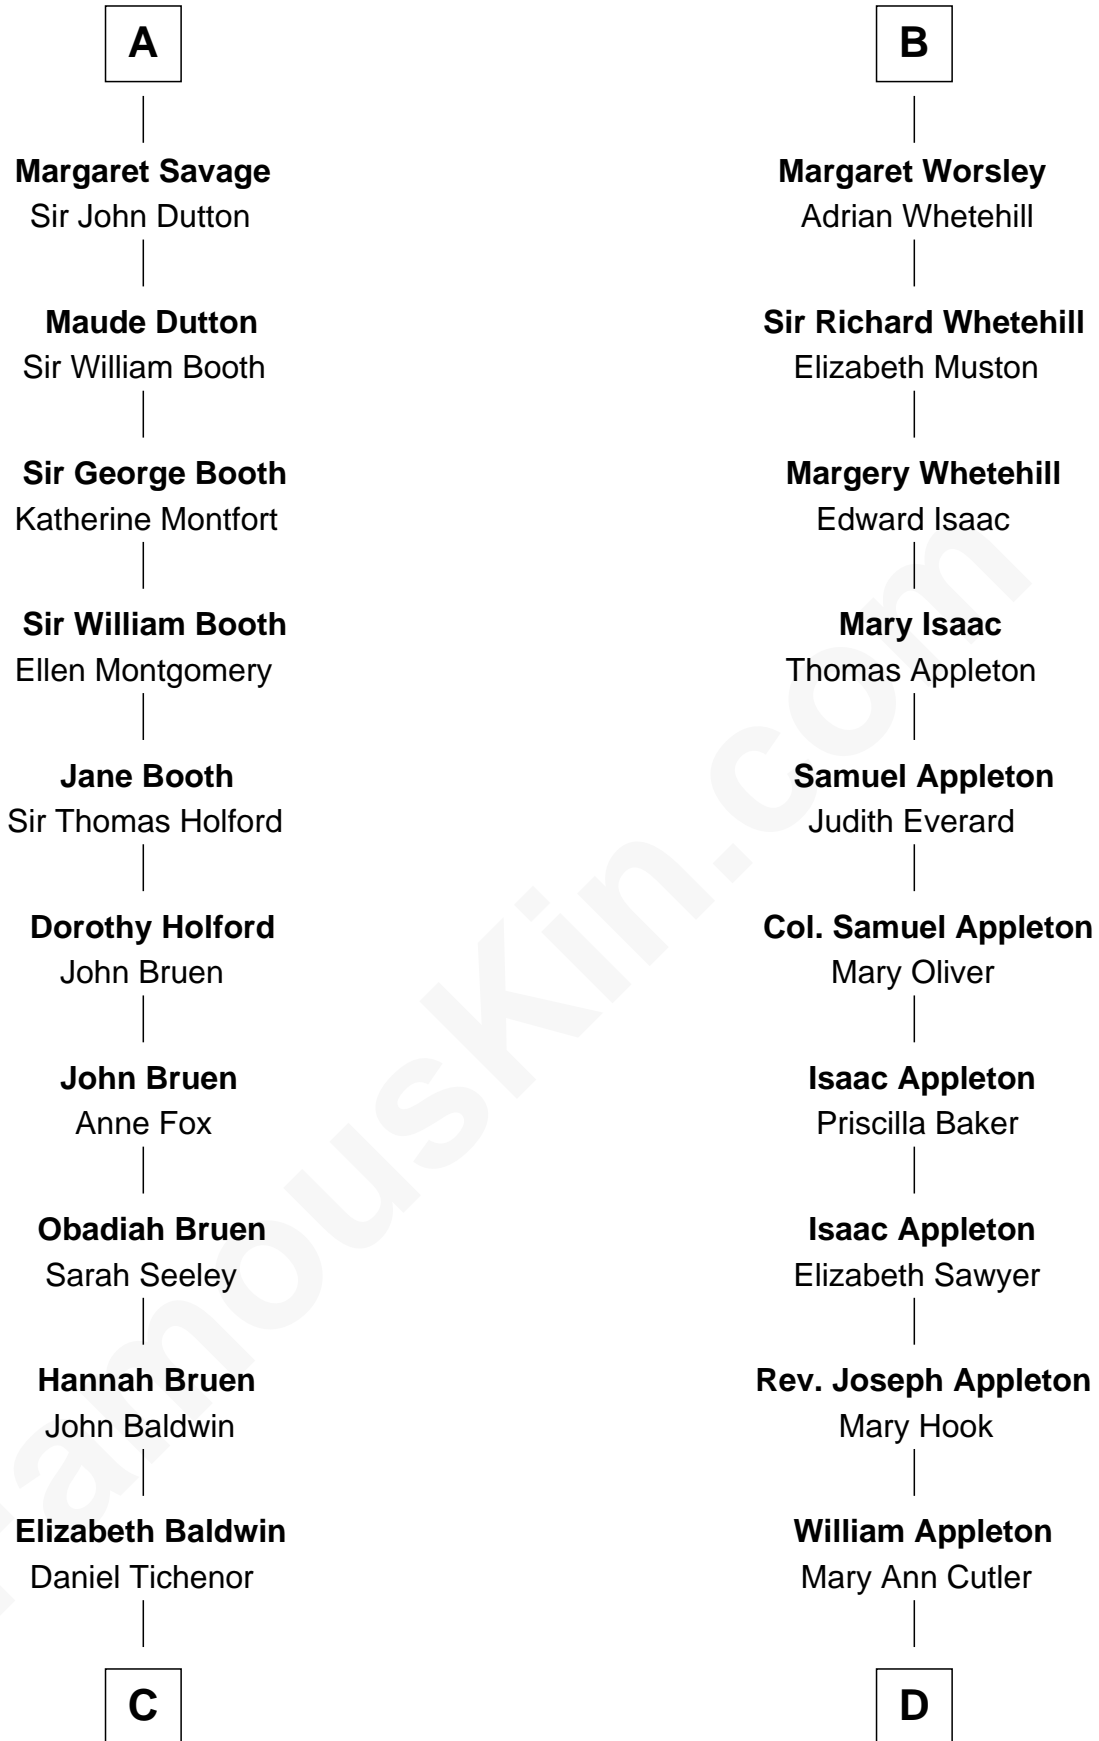 A
Margaret Savage
Sir John Dutton
Maude Dutton
Sir William Booth
Sir George Booth
Katherine Montfort
Sir William Booth
Ellen Montgomery
Jane Booth
Sir Thomas Holford
Dorothy Holford
John Bruen
John Bruen
Anne Fox
Obadiah Bruen
Sarah Seeley
Hannah Bruen
John Baldwin
Elizabeth Baldwin
Daniel Tichenor
C
B
Margaret Worsley
Adrian Whetehill
Sir Richard Whetehill
Elizabeth Muston
Margery Whetehill
Edward Isaac
Mary Isaac
Thomas Appleton
Samuel Appleton
Judith Everard
Col. Samuel Appleton
Mary Oliver
Isaac Appleton
Priscilla Baker
Isaac Appleton
Elizabeth Sawyer
Rev. Joseph Appleton
Mary Hook
William Appleton
Mary Ann Cutler
D
FamousKin.com